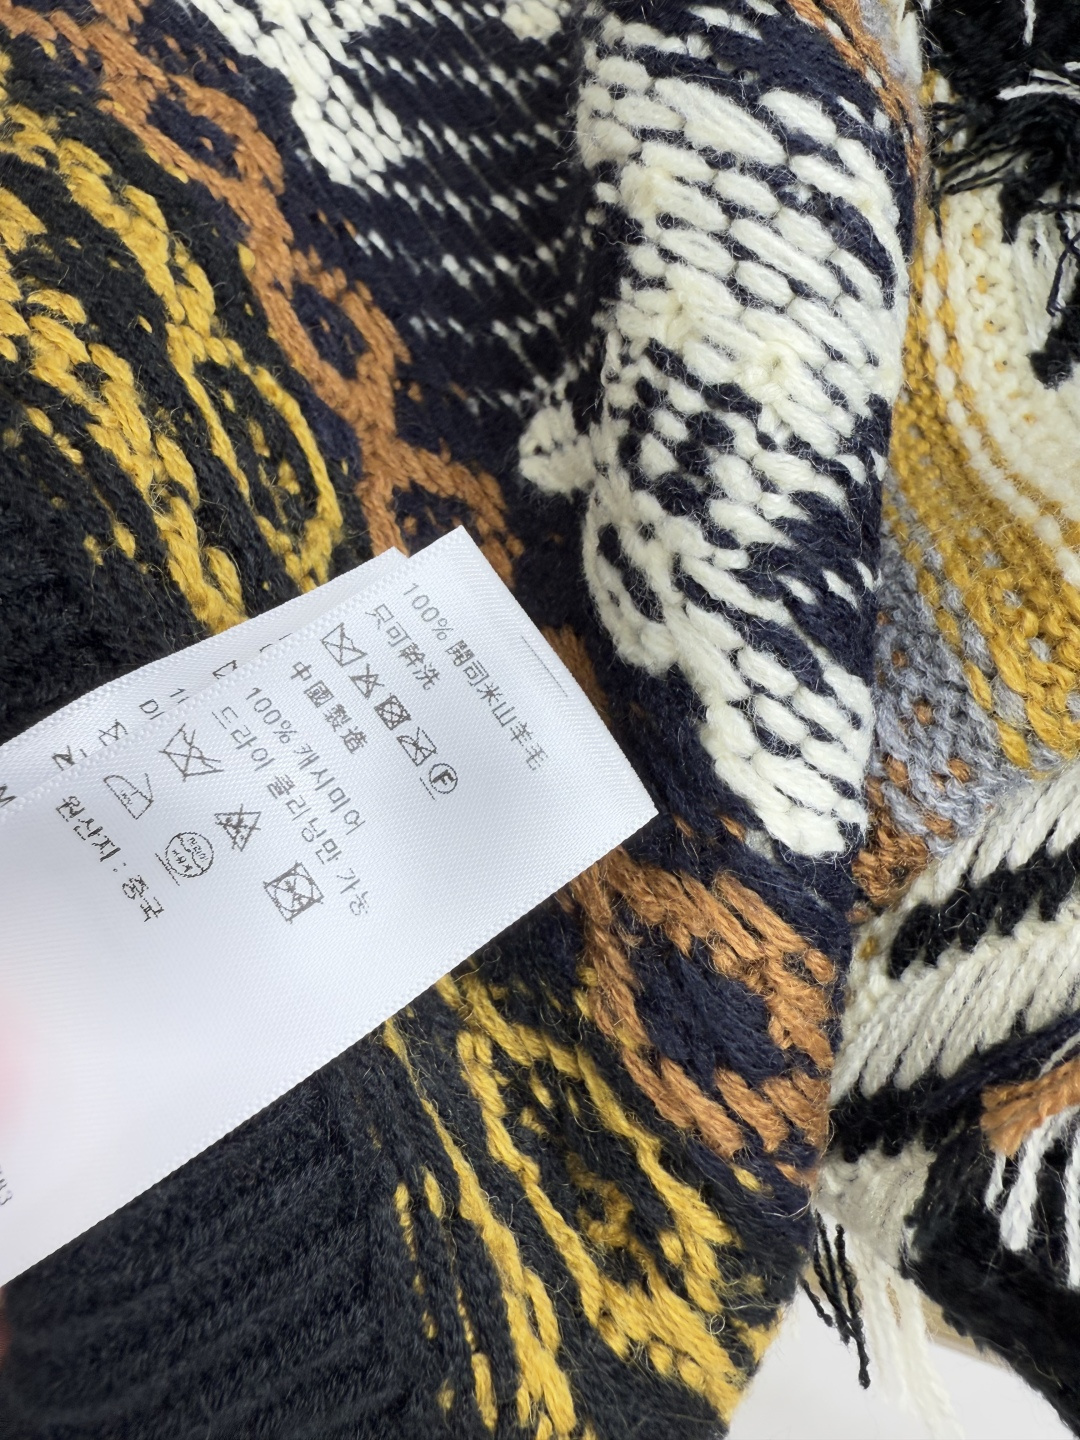 100% 開司米山羊毛
只可幹洗
F
中國製造
100% 캐시미어
드라이 클리닝만 가능
원산지 : 중국